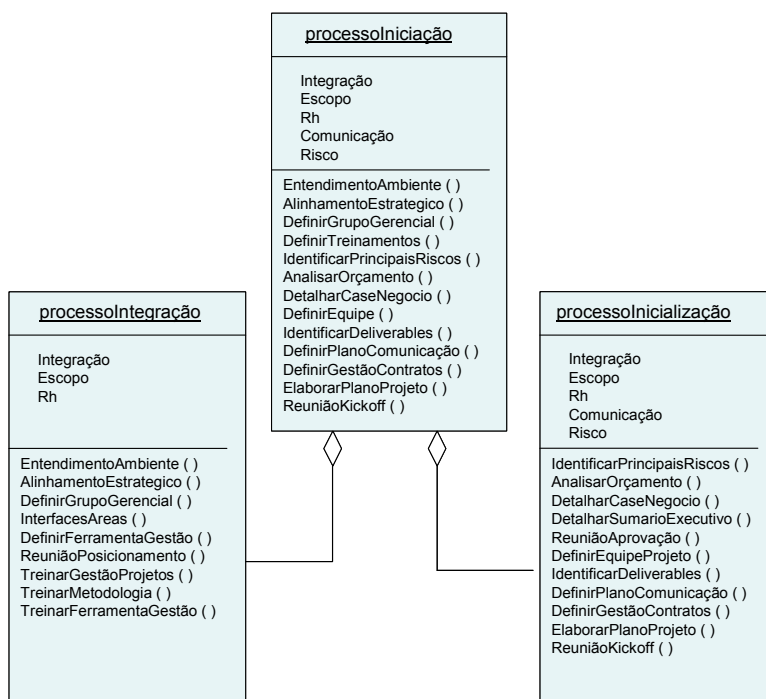 processoIniciação
Integração
Escopo
Rh
Comunicação
Risco
EntendimentoAmbiente ( )
AlinhamentoEstrategico ( )
DefinirGrupoGerencial ( )
DefinirTreinamentos ( )
IdentificarPrincipaisRiscos ( )
AnalisarOrçamento ( )
DetalharCaseNegocio ( )
DefinirEquipe ( )
IdentificarDeliverables ( )
DefinirPlanoComunicação ( )
DefinirGestãoContratos ( )
ElaborarPlanoProjeto ( )
ReuniãoKickoff ( )
processoIntegração
Integração
Escopo
Rh
EntendimentoAmbiente ( )
AlinhamentoEstrategico ( )
DefinirGrupoGerencial ( )
InterfacesAreas ( )
DefinirFerramentaGestão ( )
ReuniãoPosicionamento ( )
TreinarGestãoProjetos ( )
TreinarMetodologia ( )
TreinarFerramentaGestão ( )
processoInicialização
Integração
Escopo
Rh
Comunicação
Risco
IdentificarPrincipaisRiscos ( )
AnalisarOrçamento ( )
DetalharCaseNegocio ( )
DetalharSumarioExecutivo ( )
ReuniãoAprovação ( )
DefinirEquipeProjeto ( )
IdentificarDeliverables ( )
DefinirPlanoComunicação ( )
DefinirGestãoContratos ( )
ElaborarPlanoProjeto ( )
ReuniãoKickoff ( )